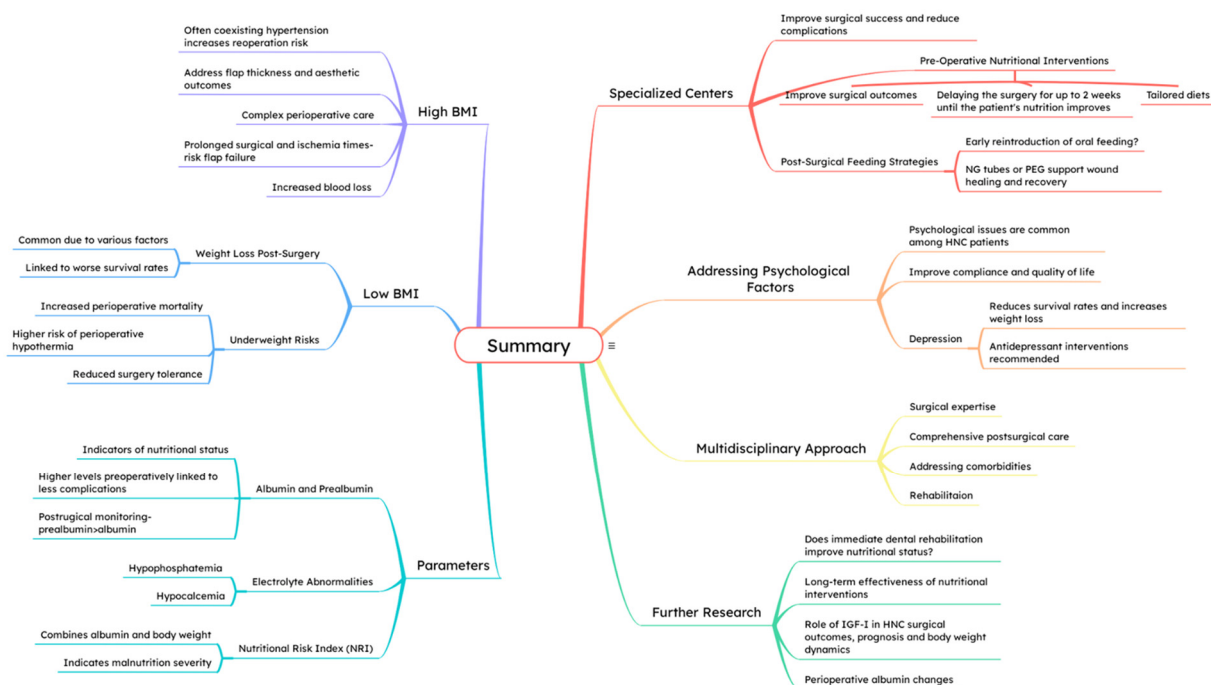 Summary
High BMI
Often coexisting hypertension
increases reoperation risk
Address flap thickness and aesthetic
outcomes
Complex perioperative care
Prolonged surgical and ischemia times-
risk flap failure
Increased blood loss
Low BMI
Weight Loss Post-Surgery
Common due to various factors
Linked to worse survival rates
Underweight Risks
Increased perioperative mortality
Higher risk of perioperative
hypothermia
Reduced surgery tolerance
Parameters
Albumin and Prealbumin
Indicators of nutritional status
Higher levels preoperatively linked to
less complications
Postrugical monitoring-
prealbumin>albumin
Electrolyte Abnormalities
Hypophosphatemia
Hypocalcemia
Nutritional Risk Index (NRI)
Combines albumin and body weight
Indicates malnutrition severity
Specialized Centers
Improve surgical success and reduce
complications
Pre-Operative Nutritional Interventions
Improve surgical outcomes
Delaying the surgery for up to 2 weeks
until the patient's nutrition improves
Tailored diets
Post-Surgical Feeding Strategies
Early reintroduction of oral feeding?
NG tubes or PEG support wound
healing and recovery
Addressing Psychological
Factors
Psychological issues are common
among HNC patients
Improve compliance and quality of life
Depression
Reduces survival rates and increases
weight loss
Antidepressant interventions
recommended
Multidisciplinary Approach
Surgical expertise
Comprehensive postsurgical care
Addressing comorbidities
Rehabilitaion
Further Research
Does immediate dental rehabilitation
improve nutritional status?
Long-term effectiveness of nutritional
interventions
Role of IGF-I in HNC surgical
outcomes, prognosis and body weight
dynamics
Perioperative albumin changes